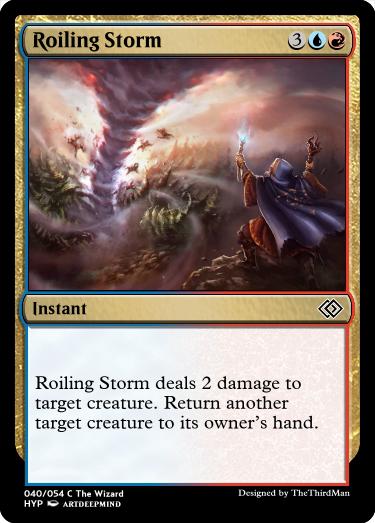 Roiling Storm 3
Instant
Roiling Storm deals 2 damage to
target creature. Return another
target creature to its owner's hand.
040/054 C The Wizard
HYP ARTDEEPMIND
Designed by TheThirdMan